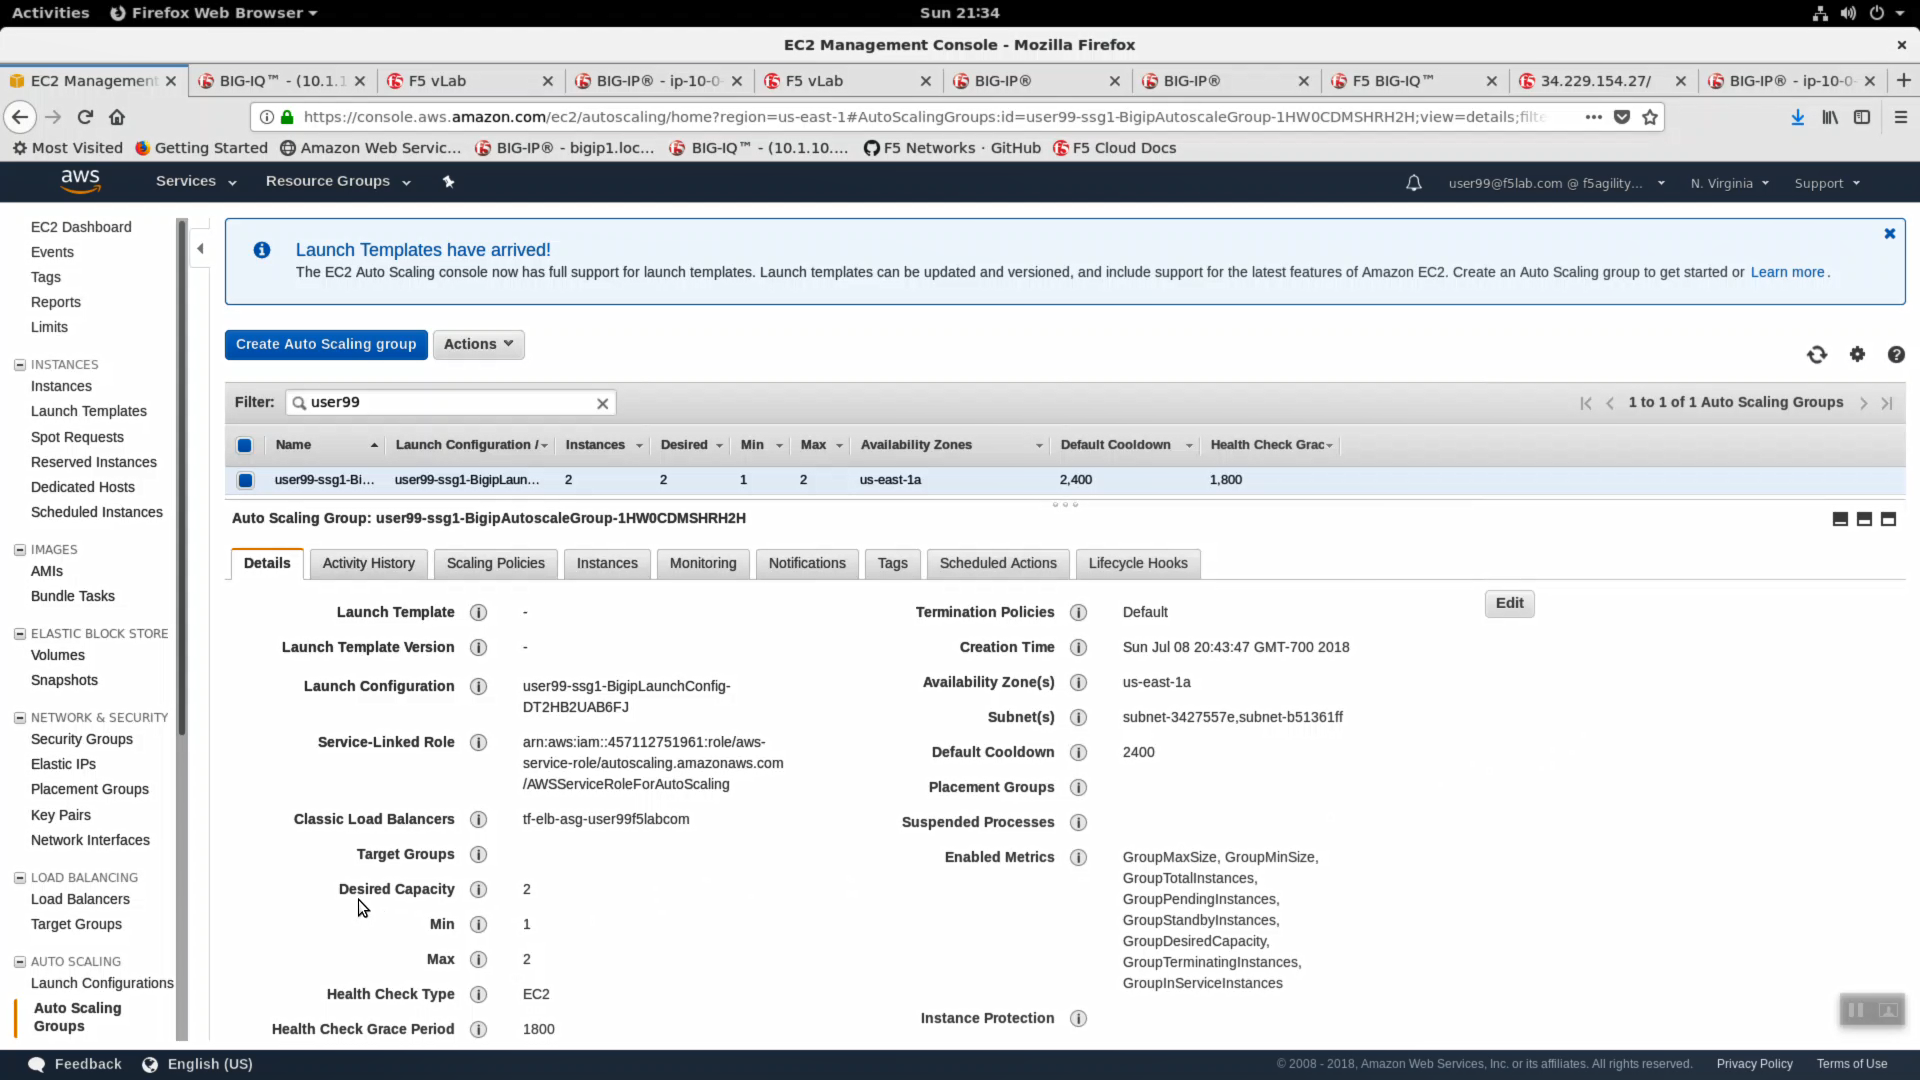 Activities Firefox Web Browser Sun 21:34
EC2 Management Console - Mozilla Firefox
EC2 Management BIG-IQ™ - (10.1.1 F5 vLab BIG-IP® - ip-10-0- F5 vLab BIG-IP® BIG-IP® F5 BIG-IQ™ 34.229.154.27/ BIG-IP® - ip-10-0-
https://console.aws.amazon.com/ec2/autoscaling/home?region=us-east-1#AutoScalingGroups:id=user99-ssg1-BigipAutoscaleGroup-1HW0CDMSHRH2H;view=details;filte
Most Visited Getting Started Amazon Web Servic... BIG-IP® - bigip1.loc... BIG-IQ™ - (10.1.10.... F5 Networks · GitHub F5 Cloud Docs
aws Services Resource Groups user99@f5lab.com @ f5agility... N. Virginia Support
EC2 Dashboard
Events
Tags
Reports
Limits
INSTANCES
Instances
Launch Templates
Spot Requests
Reserved Instances
Dedicated Hosts
Scheduled Instances
IMAGES
AMIs
Bundle Tasks
ELASTIC BLOCK STORE
Volumes
Snapshots
NETWORK & SECURITY
Security Groups
Elastic IPs
Placement Groups
Key Pairs
Network Interfaces
LOAD BALANCING
Load Balancers
Target Groups
AUTO SCALING
Launch Configurations
Auto Scaling
Groups
Launch Templates have arrived!
The EC2 Auto Scaling console now has full support for launch templates. Launch templates can be updated and versioned, and include support for the latest features of Amazon EC2. Create an Auto Scaling group to get started or Learn more.
Create Auto Scaling group Actions
Filter: user99 1 to 1 of 1 Auto Scaling Groups
Name Launch Configuration / Instances Desired Min Max Availability Zones Default Cooldown Health Check Grac
user99-ssg1-Bi... user99-ssg1-BigipLaun... 2 2 1 2 us-east-1a 2,400 1,800
Auto Scaling Group: user99-ssg1-BigipAutoscaleGroup-1HW0CDMSHRH2H
Details Activity History Scaling Policies Instances Monitoring Notifications Tags Scheduled Actions Lifecycle Hooks
Edit
Launch Template -
Launch Template Version -
Launch Configuration user99-ssg1-BigipLaunchConfig-
DT2HB2UAB6FJ
Service-Linked Role arn:aws:iam::457112751961:role/aws-
service-role/autoscaling.amazonaws.com
/AWSServiceRoleForAutoScaling
Classic Load Balancers tf-elb-asg-user99f5labcom
Target Groups
Desired Capacity 2
Min 1
Max 2
Health Check Type EC2
Health Check Grace Period 1800
Termination Policies Default
Creation Time Sun Jul 08 20:43:47 GMT-700 2018
Availability Zone(s) us-east-1a
Subnet(s) subnet-3427557e,subnet-b51361ff
Default Cooldown 2400
Placement Groups
Suspended Processes
Enabled Metrics GroupMaxSize, GroupMinSize,
GroupTotalInstances,
GroupPendingInstances,
GroupStandbyInstances,
GroupDesiredCapacity,
GroupTerminatingInstances,
GroupInServiceInstances
Instance Protection
Feedback English (US) © 2008 - 2018, Amazon Web Services, Inc. or its affiliates. All rights reserved. Privacy Policy Terms of Use